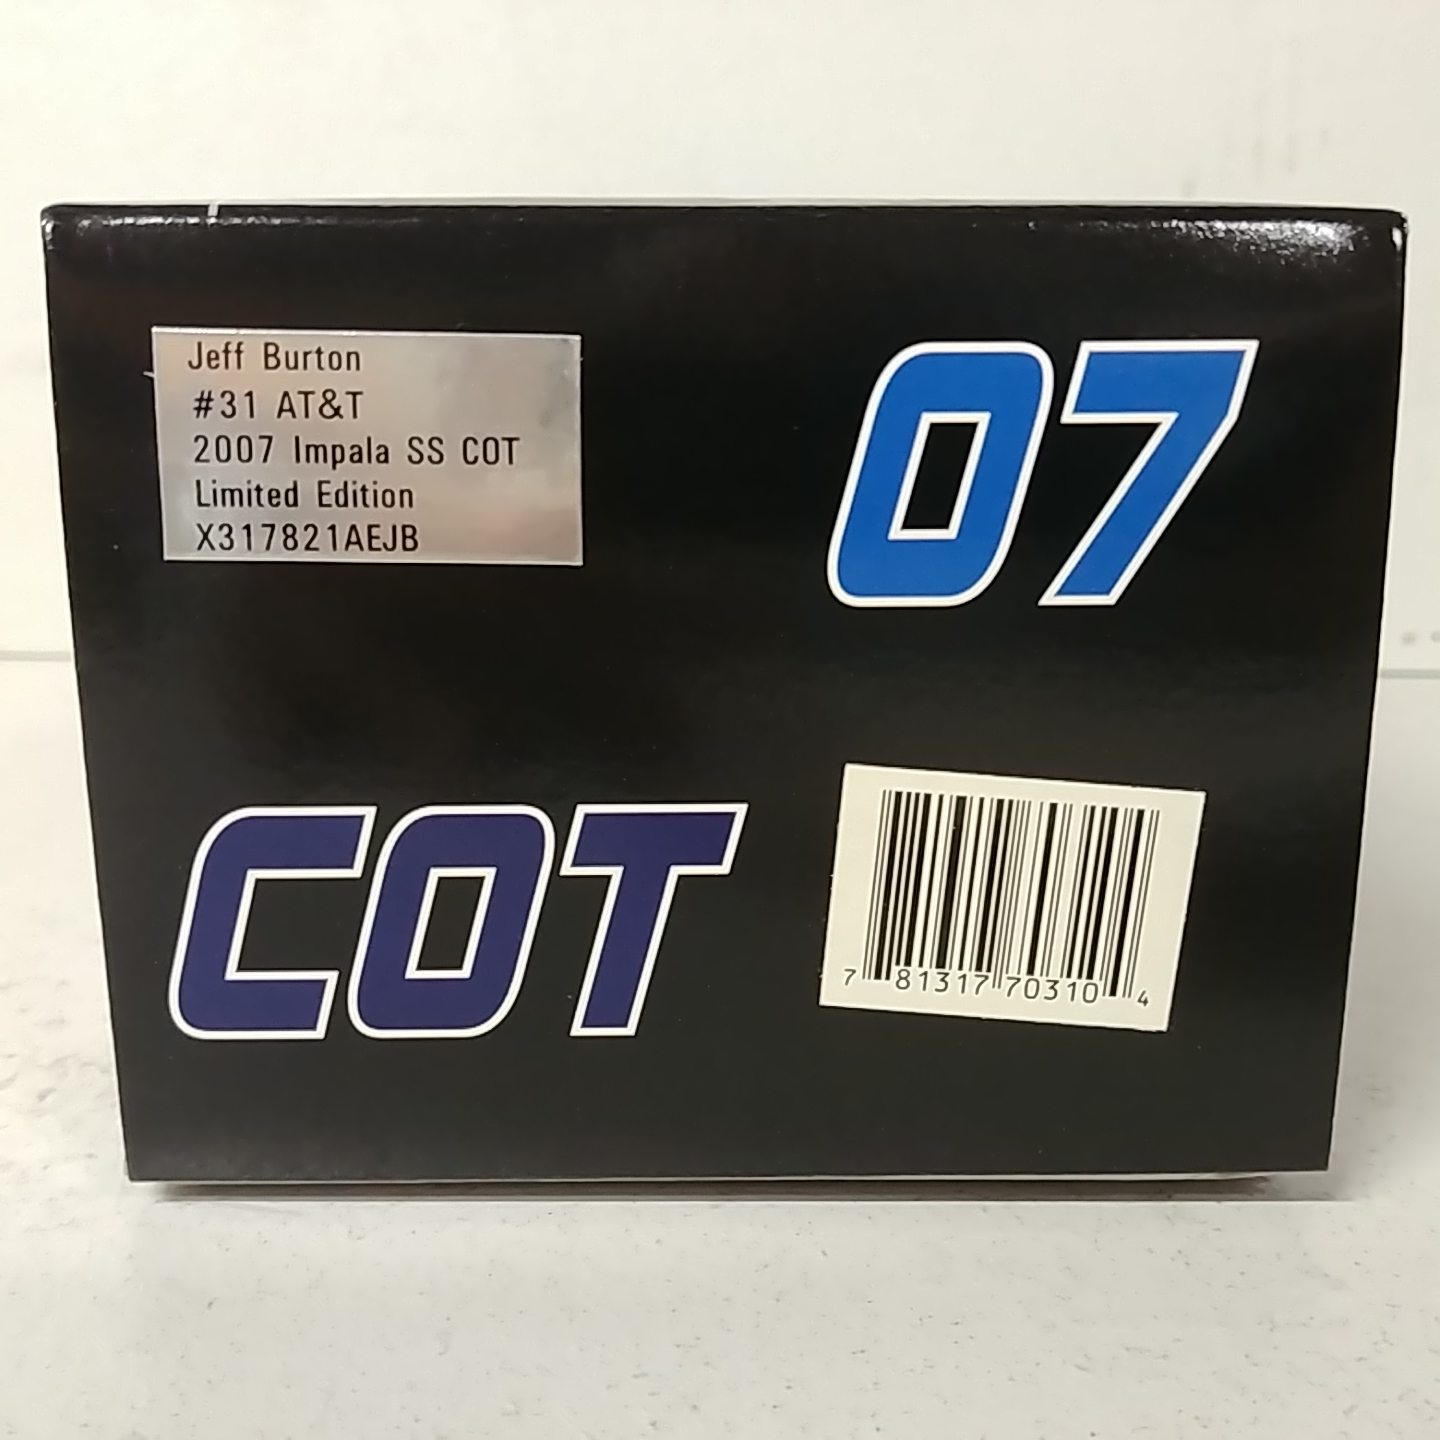 Jeff Burton
#31 AT&T
2007 Impala SS COT
Limited Edition
X317821AEJB
07
COT
7 81317 70310 4